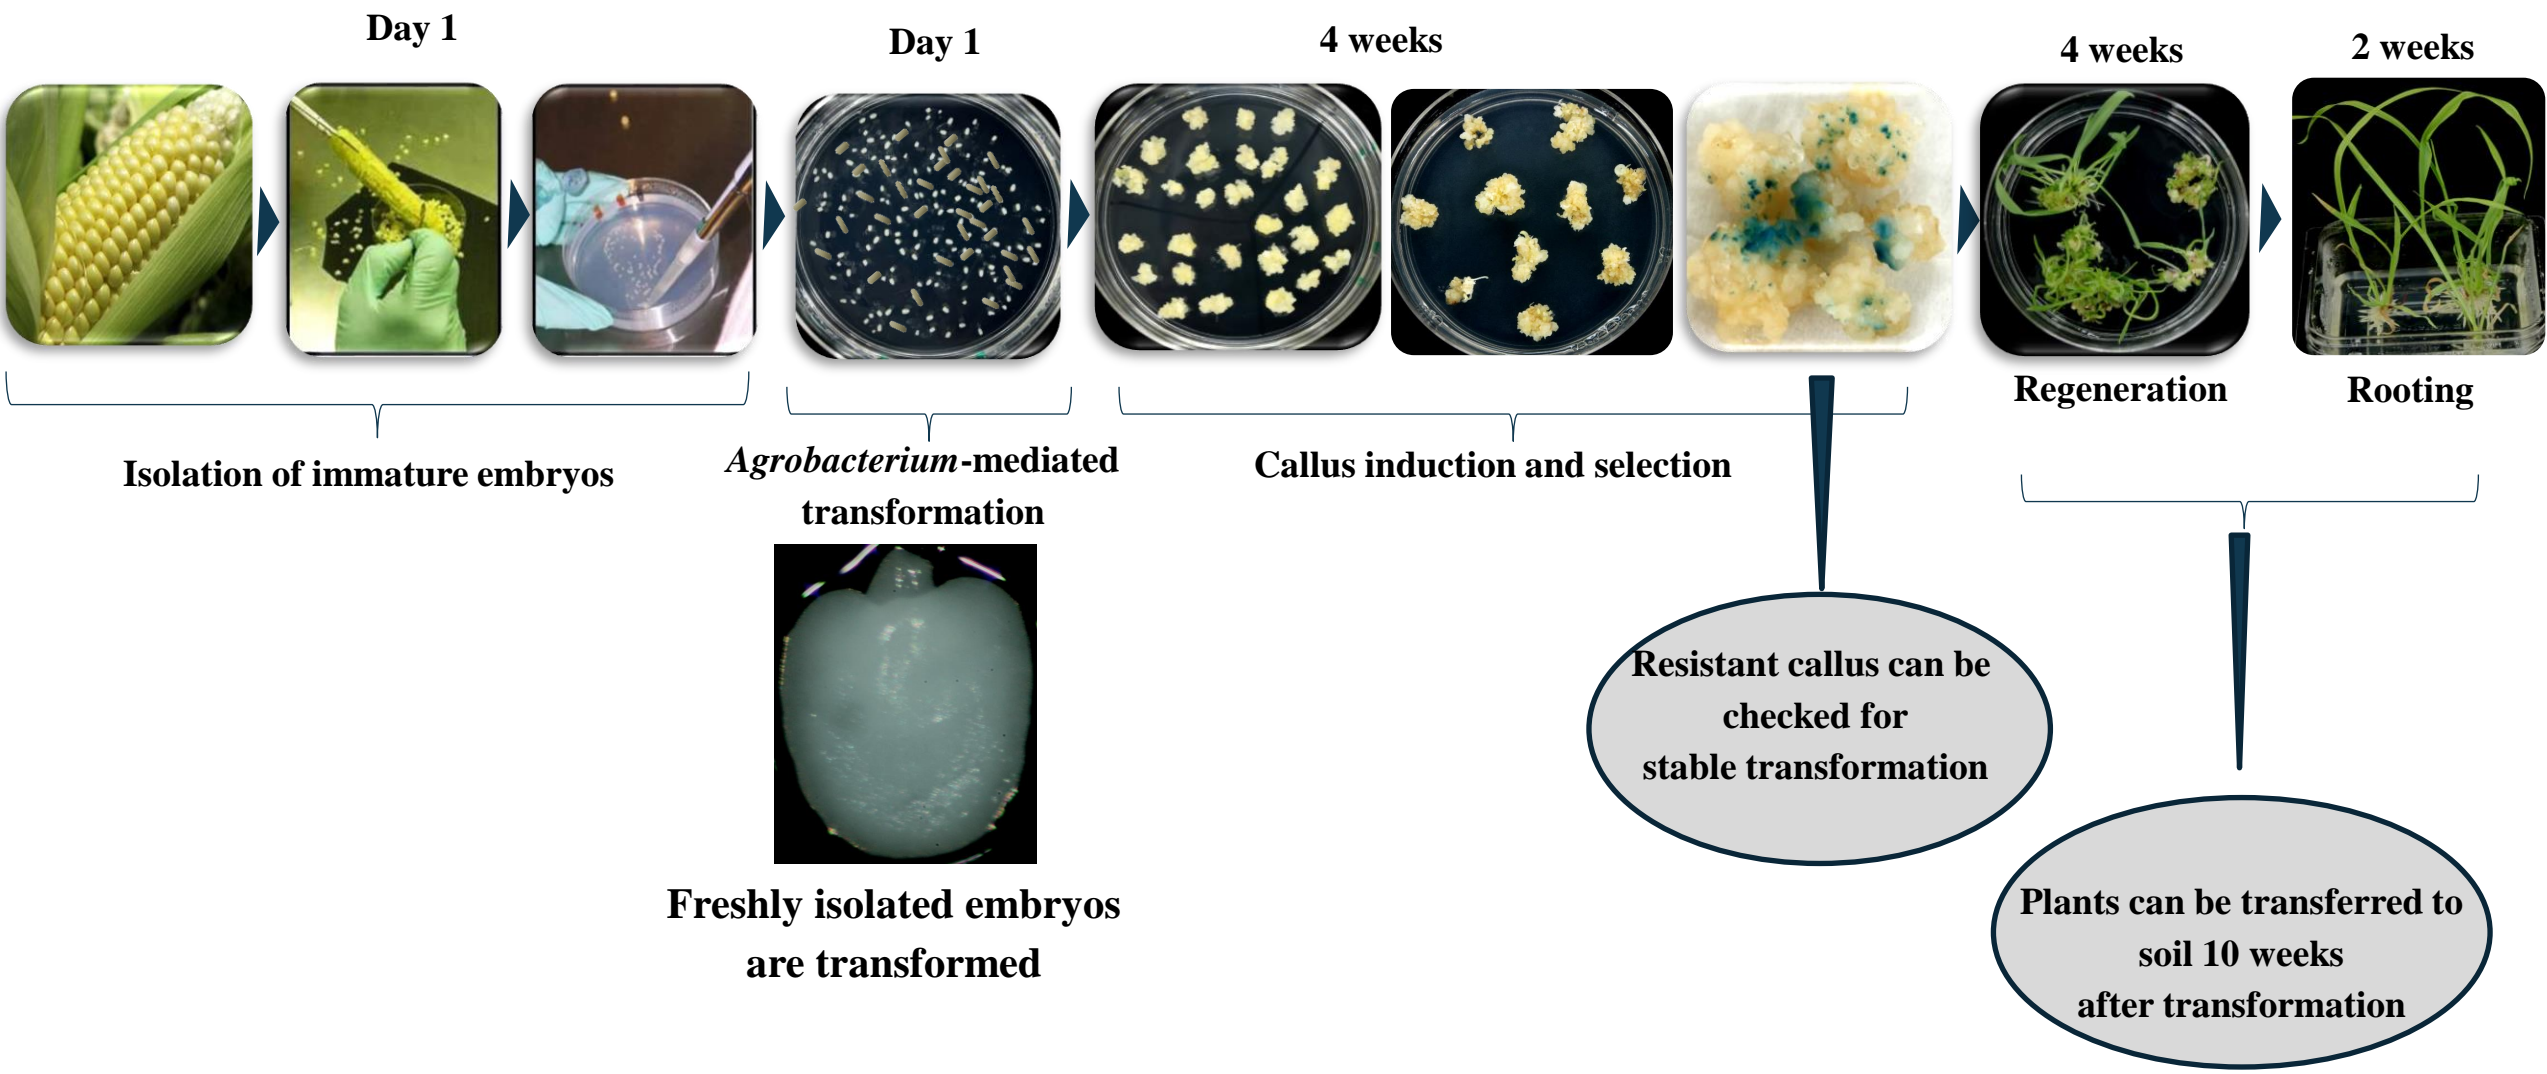 Day 1
Day 1
4 weeks
4 weeks
2 weeks
Isolation of immature embryos
Agrobacterium-mediated
transformation
Callus induction and selection
Regeneration
Rooting
Freshly isolated embryos
are transformed
Resistant callus can be
checked for
stable transformation
Plants can be transferred to
soil 10 weeks
after transformation